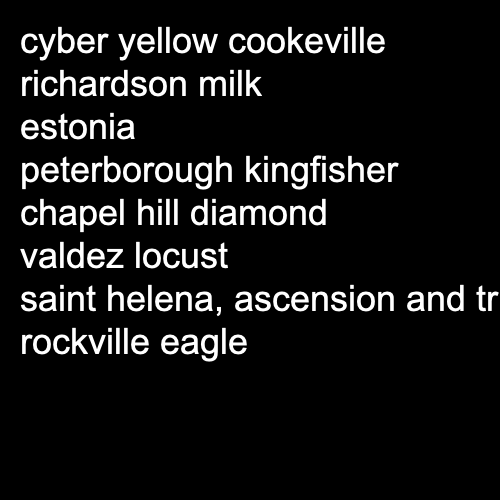 cyber yellow cookeville
richardson milk
estonia
peterborough kingfisher
chapel hill diamond
valdez locust
saint helena, ascension and tr
rockville eagle